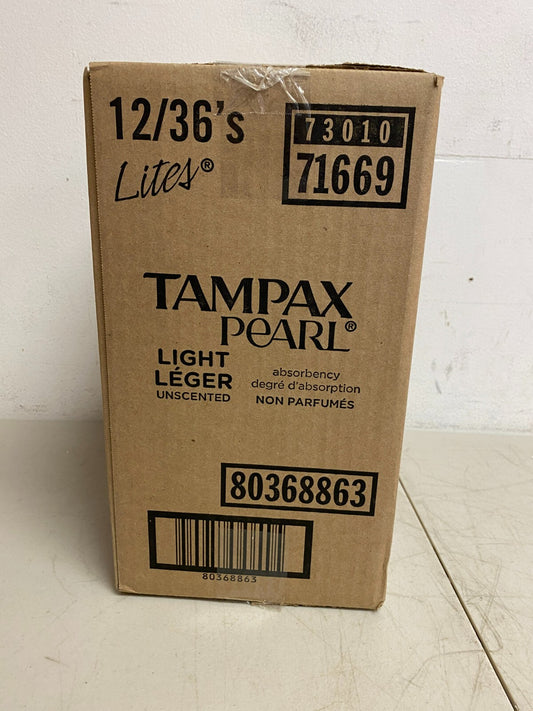 12/36's
Lites®
73010
71669
TAMPAX
PEARL®
LIGHT
LÉGER
UNSCENTED
absorbency
degré d'absorption
NON PARFUMÉS
80368863
80368863